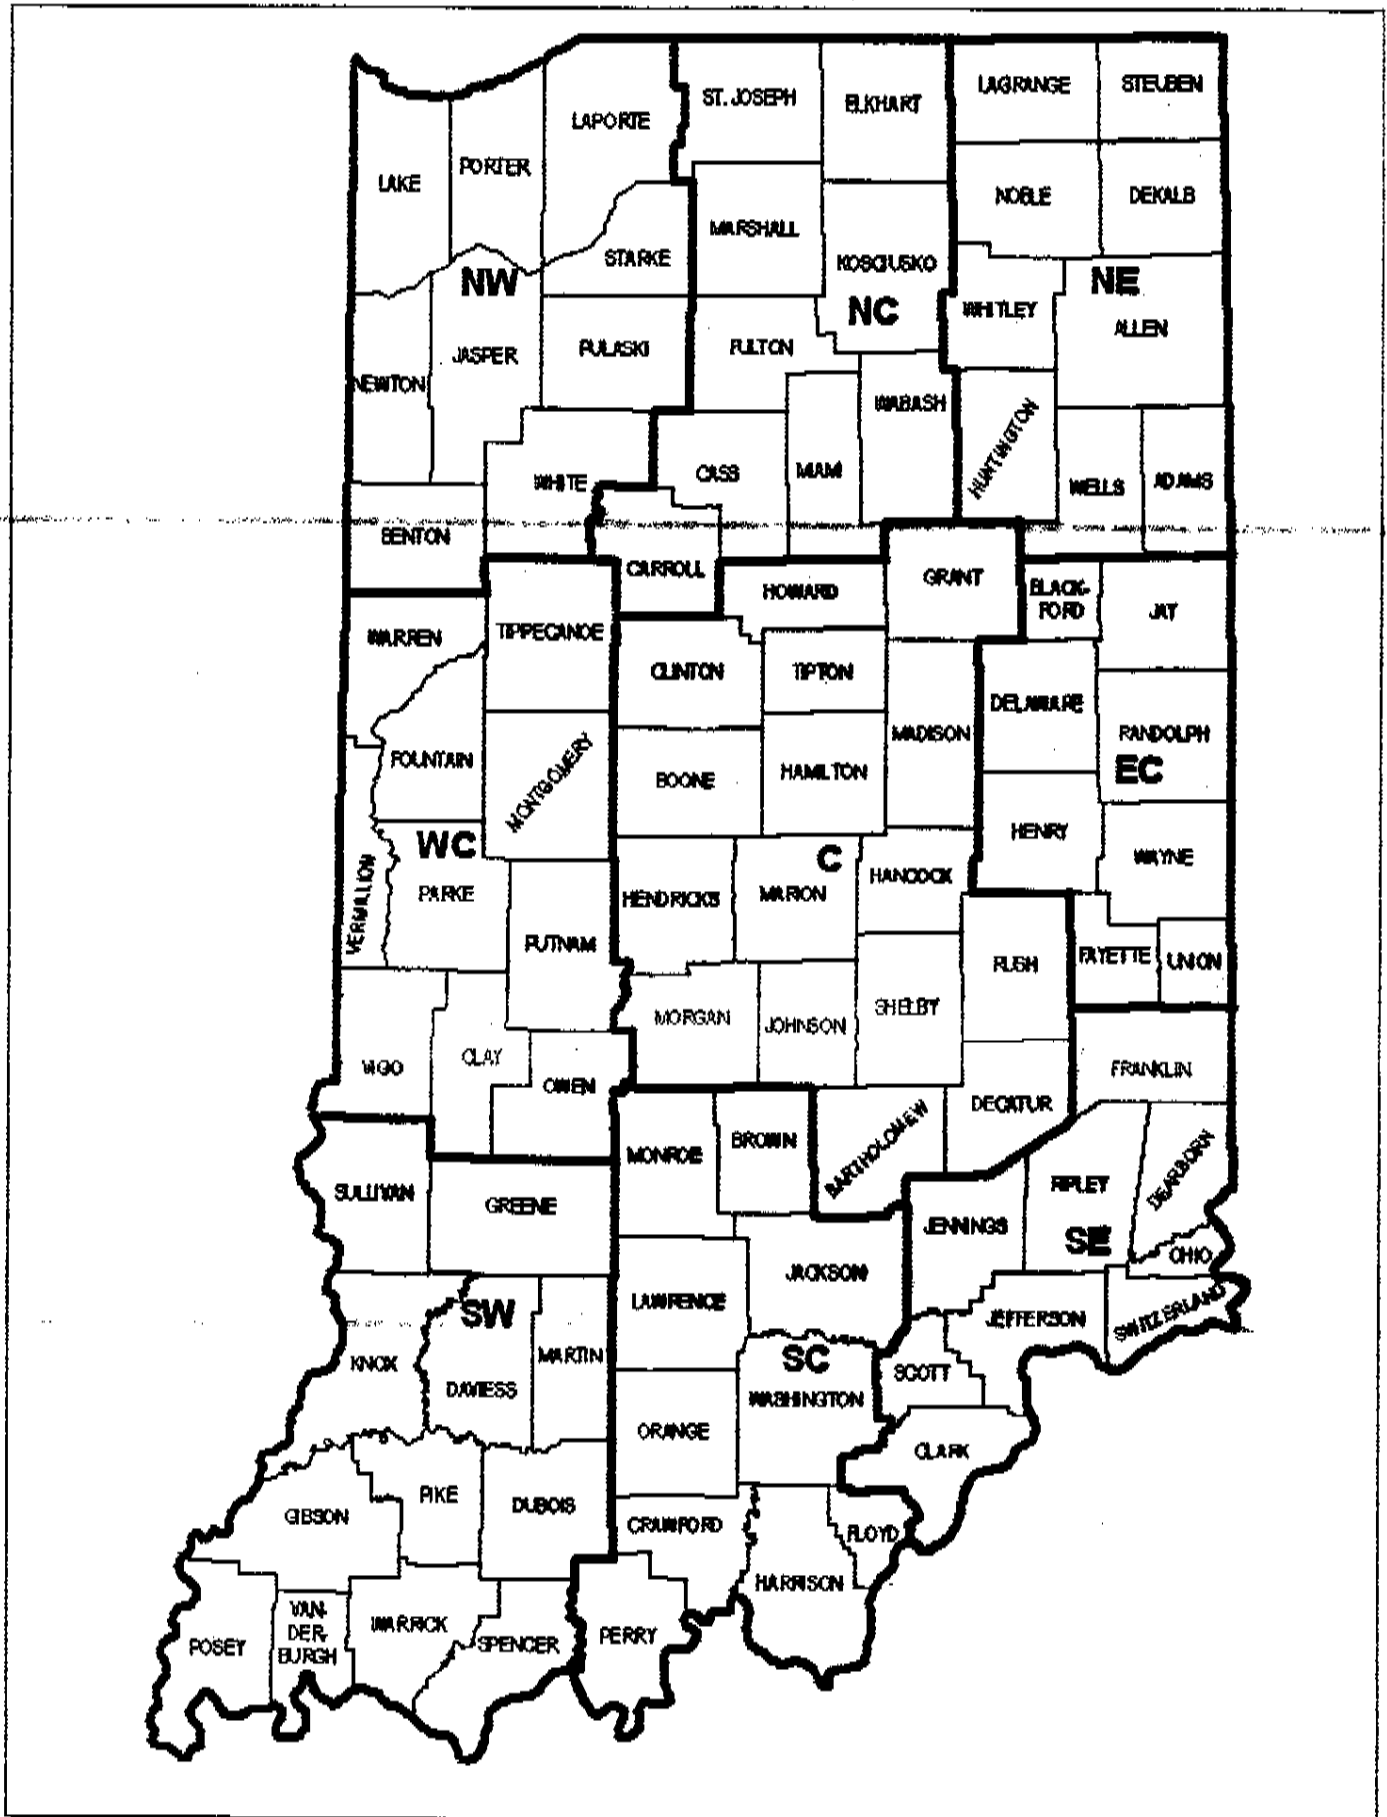 LAGRANGE
STEUBEN
ST. JOSEPH
ELKHART
LAPORTE
PORTER
LAKE
NOBLE
DEKALB
MARSHALL
STARKE
KOSCIUSKO
NW
NE
NC
WHITLEY
ALLEN
JASPER
PULASKI
FULTON
NEWTON
WABASH
HUNTINGTON
WHITE
CASS
MIAMI
WELLS
ADAMS
BENTON
CARROLL
HOWARD
GRANT
BLACK-
FORD
JAY
WARREN
TIPPECANOE
CLINTON
TIPTON
DELAWARE
MADISON
RANDOLPH
FOUNTAIN
MONTGOMERY
BOONE
HAMILTON
EC
HENRY
WC
C
WAYNE
VERMILLION
PARKE
HENDRICKS
MARION
HANCOCK
PUTNAM
RUSH
FAYETTE
UNION
MORGAN
JOHNSON
SHELBY
VIGO
CLAY
OWEN
FRANKLIN
DECATUR
MONROE
BROWN
BARTHOLOMEW
DEARBORN
SULLIVAN
GREENE
RIPLEY
JENNINGS
SE
OHIO
JACKSON
LAWRENCE
SW
JEFFERSON
SWITZERLAND
KNOX
MARTIN
SC
DAVIESS
SCOTT
WASHINGTON
ORANGE
CLARK
PIKE
DUBOIS
GIBSON
CRAWFORD
FLOYD
HARRISON
VAN-
DER-
BURGH
WARRICK
POSEY
SPENCER
PERRY